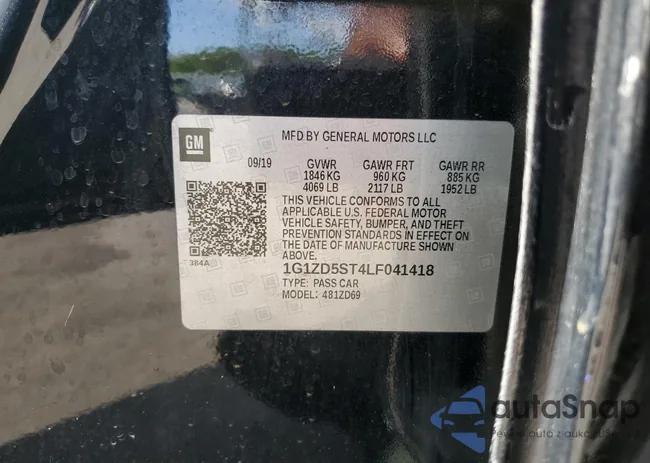 GM
MFD BY GENERAL MOTORS LLC
09/19 GVWR GAWR FRT GAWR RR
1846 KG 960 KG 885 KG
4069 LB 2117 LB 1952 LB
THIS VEHICLE CONFORMS TO ALL
APPLICABLE U.S. FEDERAL MOTOR
VEHICLE SAFETY, BUMPER, AND THEFT
PREVENTION STANDARDS IN EFFECT ON
THE DATE OF MANUFACTURE SHOWN
ABOVE.
384A
1G1ZD5ST4LF041418
TYPE: PASS CAR
MODEL: 481ZD69
autoSnap
auto z aukcji